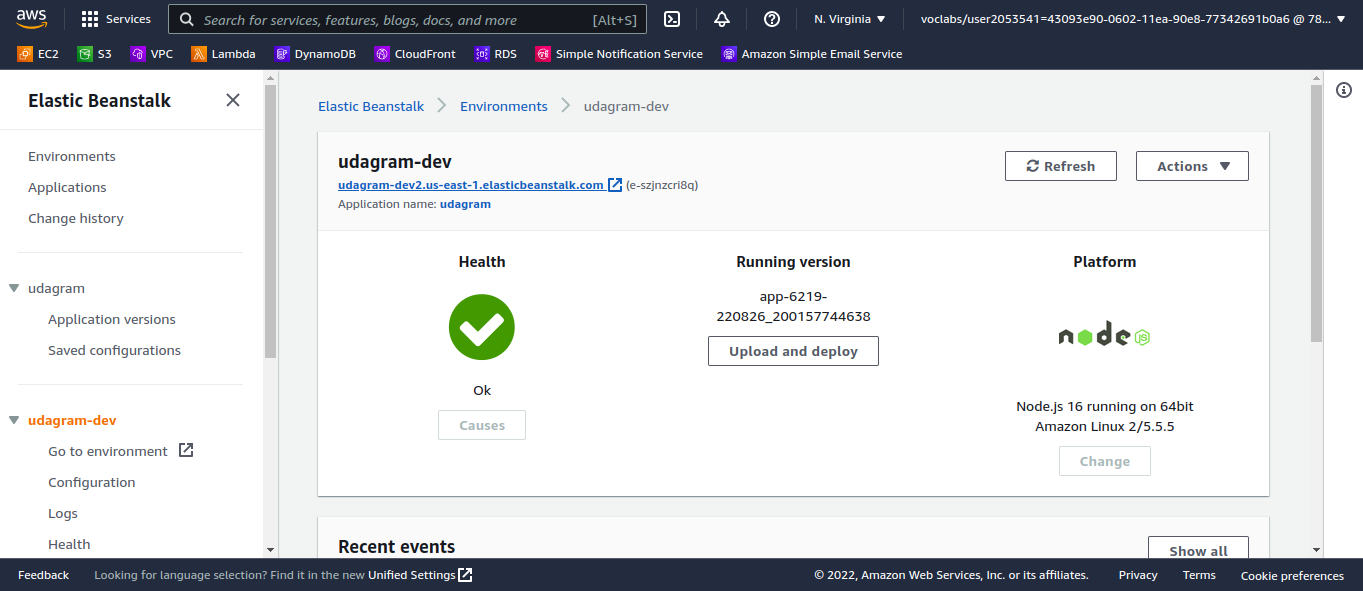 aws
Services
Search for services, features, blogs, docs, and more [Alt+S]
N. Virginia
voclabs/user2053541=43093e90-0602-11ea-90e8-77342691b0a6 @ 78...
EC2 S3 VPC Lambda DynamoDB CloudFront RDS Simple Notification Service Amazon Simple Email Service
Elastic Beanstalk
Environments
Applications
Change history
udagram
Application versions
Saved configurations
udagram-dev
Go to environment
Configuration
Logs
Health
Elastic Beanstalk Environments udagram-dev
udagram-dev
udagram-dev2.us-east-1.elasticbeanstalk.com (e-szjnzcri8q)
Application name: udagram
Refresh
Actions
Health
Ok
Causes
Running version
app-6219-
220826_200157744638
Upload and deploy
Platform
node JS
Node.js 16 running on 64bit
Amazon Linux 2/5.5.5
Change
Recent events
Show all
Feedback
Looking for language selection? Find it in the new Unified Settings
© 2022, Amazon Web Services, Inc. or its affiliates.
Privacy
Terms
Cookie preferences